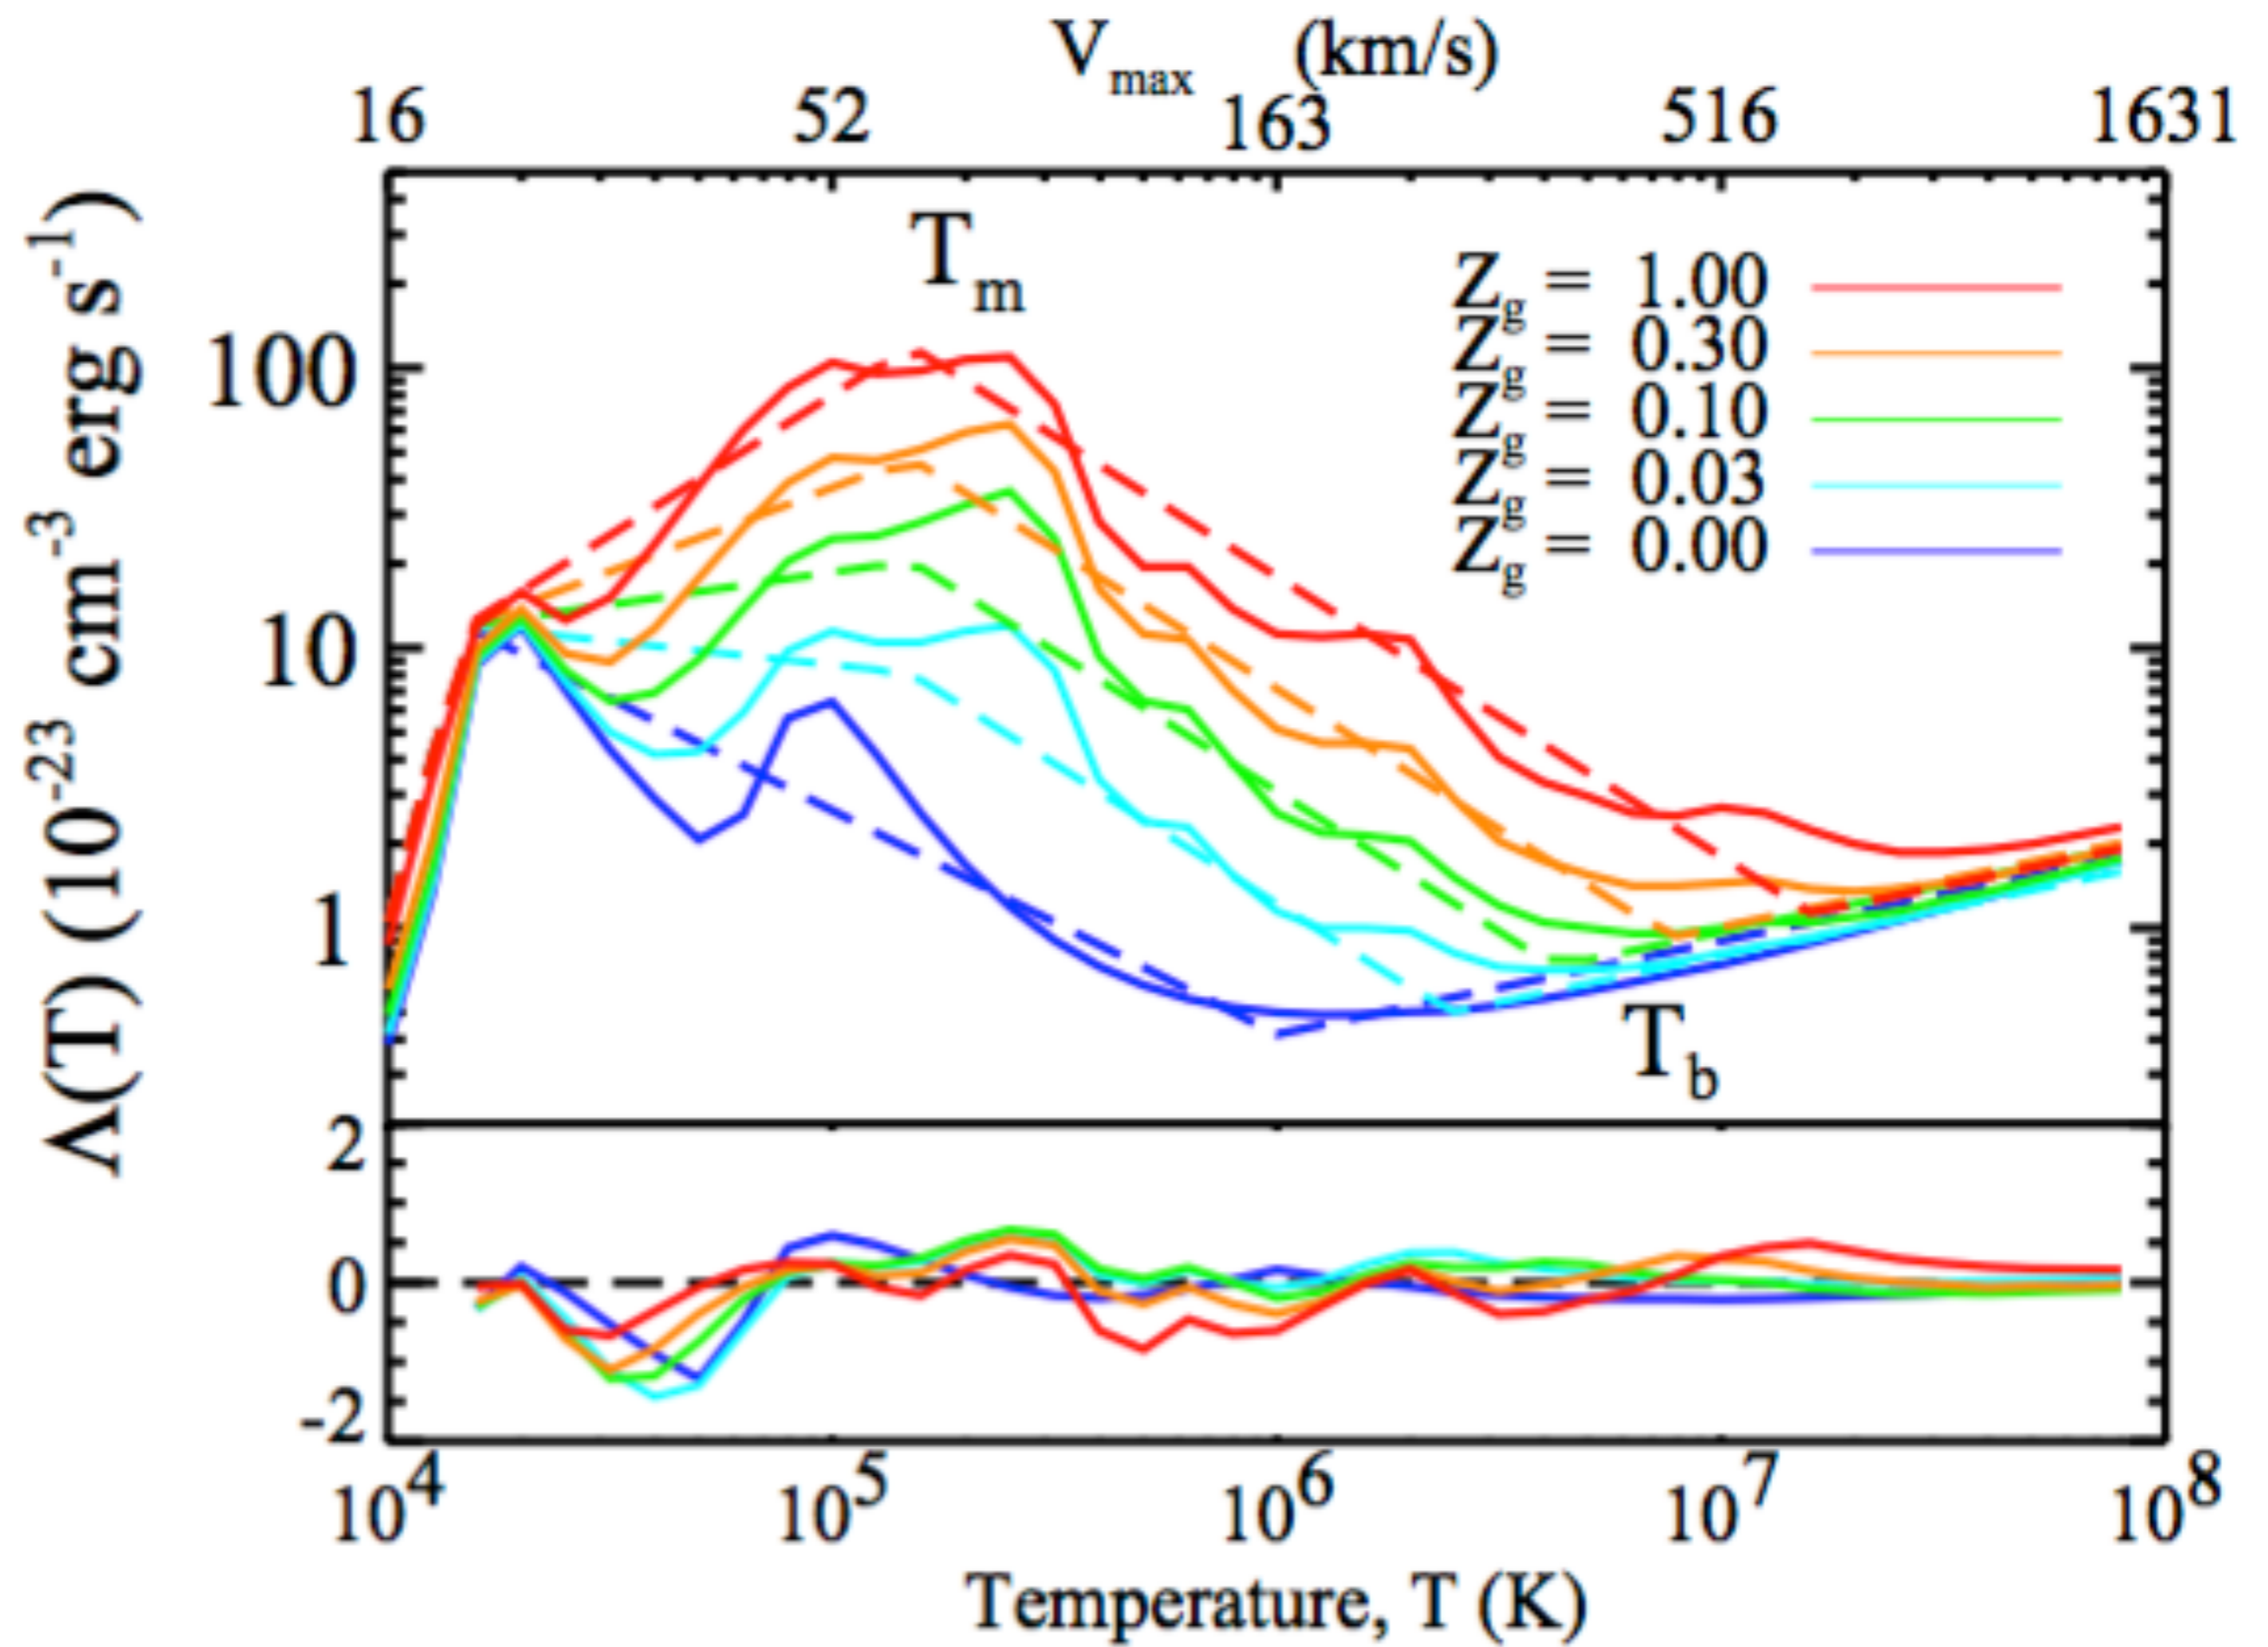 V_max (km/s)
16 52 163 516 1631
T_m
Z_g = 1.00
Z_g = 0.30
Z_g = 0.10
Z_g = 0.03
Z_g = 0.00
Λ(T) (10^-23 cm^-3 erg s^-1)
100
10
1
T_b
2
0
-2
10^4 10^5 10^6 10^7 10^8
Temperature, T (K)